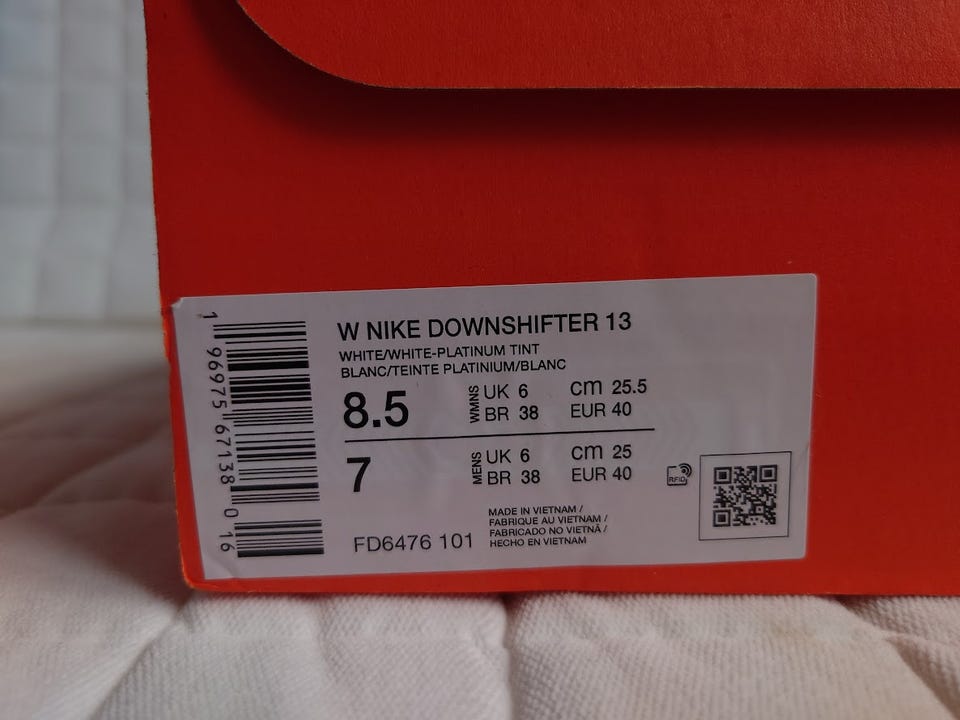 W NIKE DOWNSHIFTER 13
WHITE/WHITE-PLATINUM TINT
BLANC/TEINTE PLATINIUM/BLANC
8.5 WMNS UK 6 cm 25.5
BR 38 EUR 40
7 MENS UK 6 cm 25
BR 38 EUR 40
RFID
FD6476 101
MADE IN VIETNAM /
FABRIQUE AU VIETNAM /
FABRICADO NO VIETNÃ /
HECHO EN VIETNAM
1 96975 67138 0 16